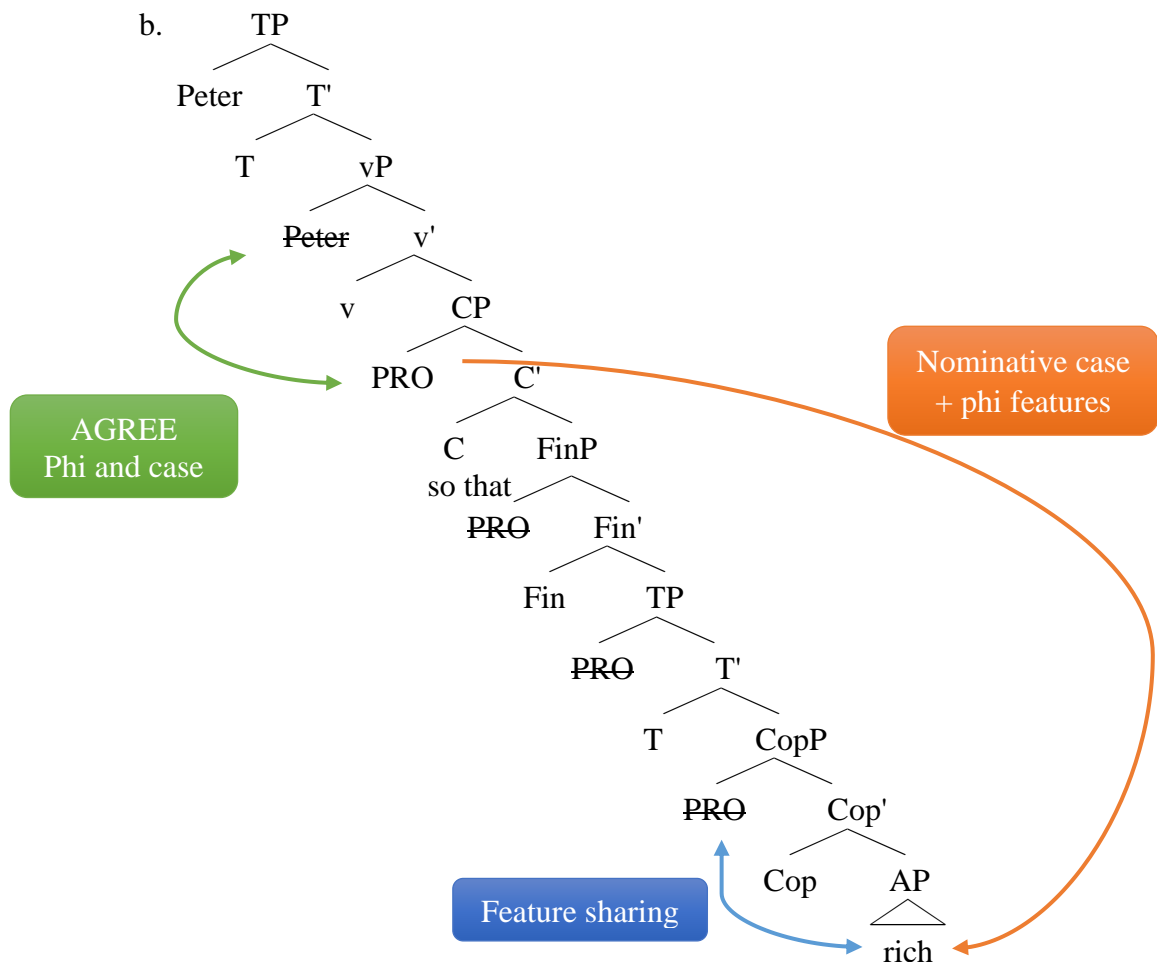 b. TP
Peter T'
T vP
Peter v'
v CP
PRO C'
Nominative case
+ phi features
AGREE
Phi and case
C FinP
so that
PRO Fin'
Fin TP
PRO T'
T CopP
PRO Cop'
Cop AP
Feature sharing
rich